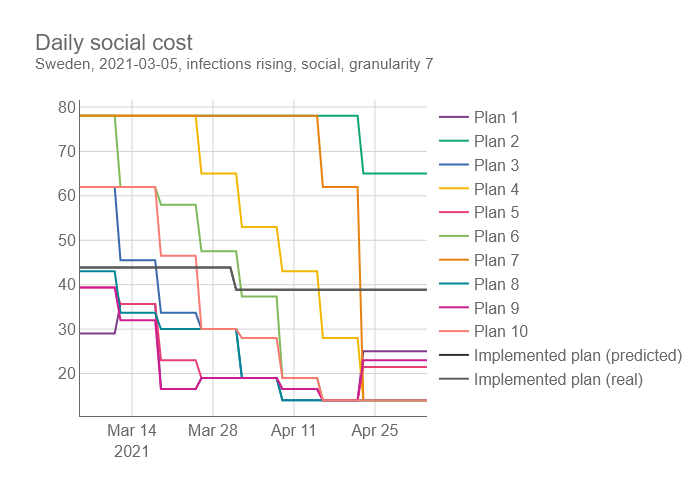 Daily social cost
Sweden, 2021-03-05, infections rising, social, granularity 7
80
70
60
50
40
30
20
Mar 14
2021
Mar 28
Apr 11
Apr 25
Plan 1
Plan 2
Plan 3
Plan 4
Plan 5
Plan 6
Plan 7
Plan 8
Plan 9
Plan 10
Implemented plan (predicted)
Implemented plan (real)